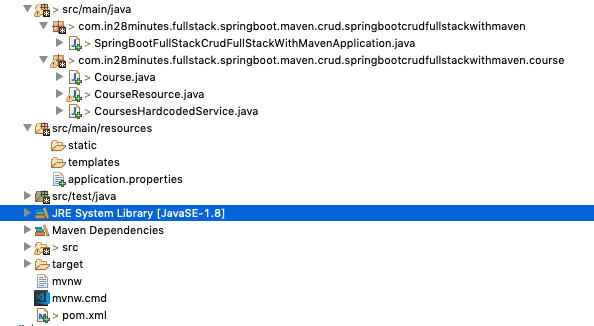 > src/main/java
> com.in28minutes.fullstack.springboot.maven.crud.springbootcrudfullstackwithmaven
> SpringBootFullStackCrudFullStackWithMavenApplication.java
> com.in28minutes.fullstack.springboot.maven.crud.springbootcrudfullstackwithmaven.course
> Course.java
> CourseResource.java
> CoursesHardcodedService.java
src/main/resources
static
templates
application.properties
src/test/java
JRE System Library [JavaSE-1.8]
Maven Dependencies
> src
target
mvnw
mvnw.cmd
> pom.xml